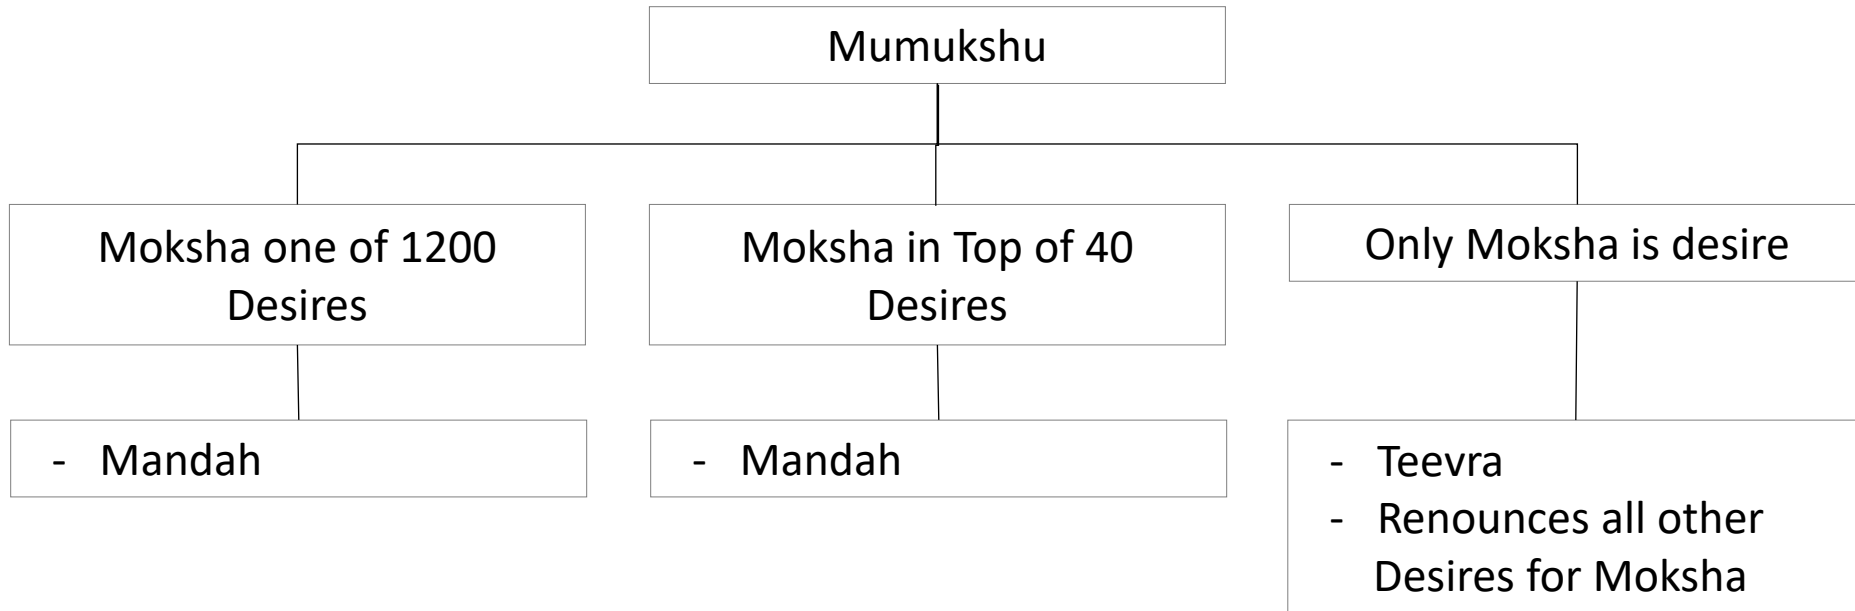 Mumukshu
Moksha one of 1200
Desires
Moksha in Top of 40
Desires
Only Moksha is desire
- Mandah
- Mandah
- Teevra
- Renounces all other
Desires for Moksha